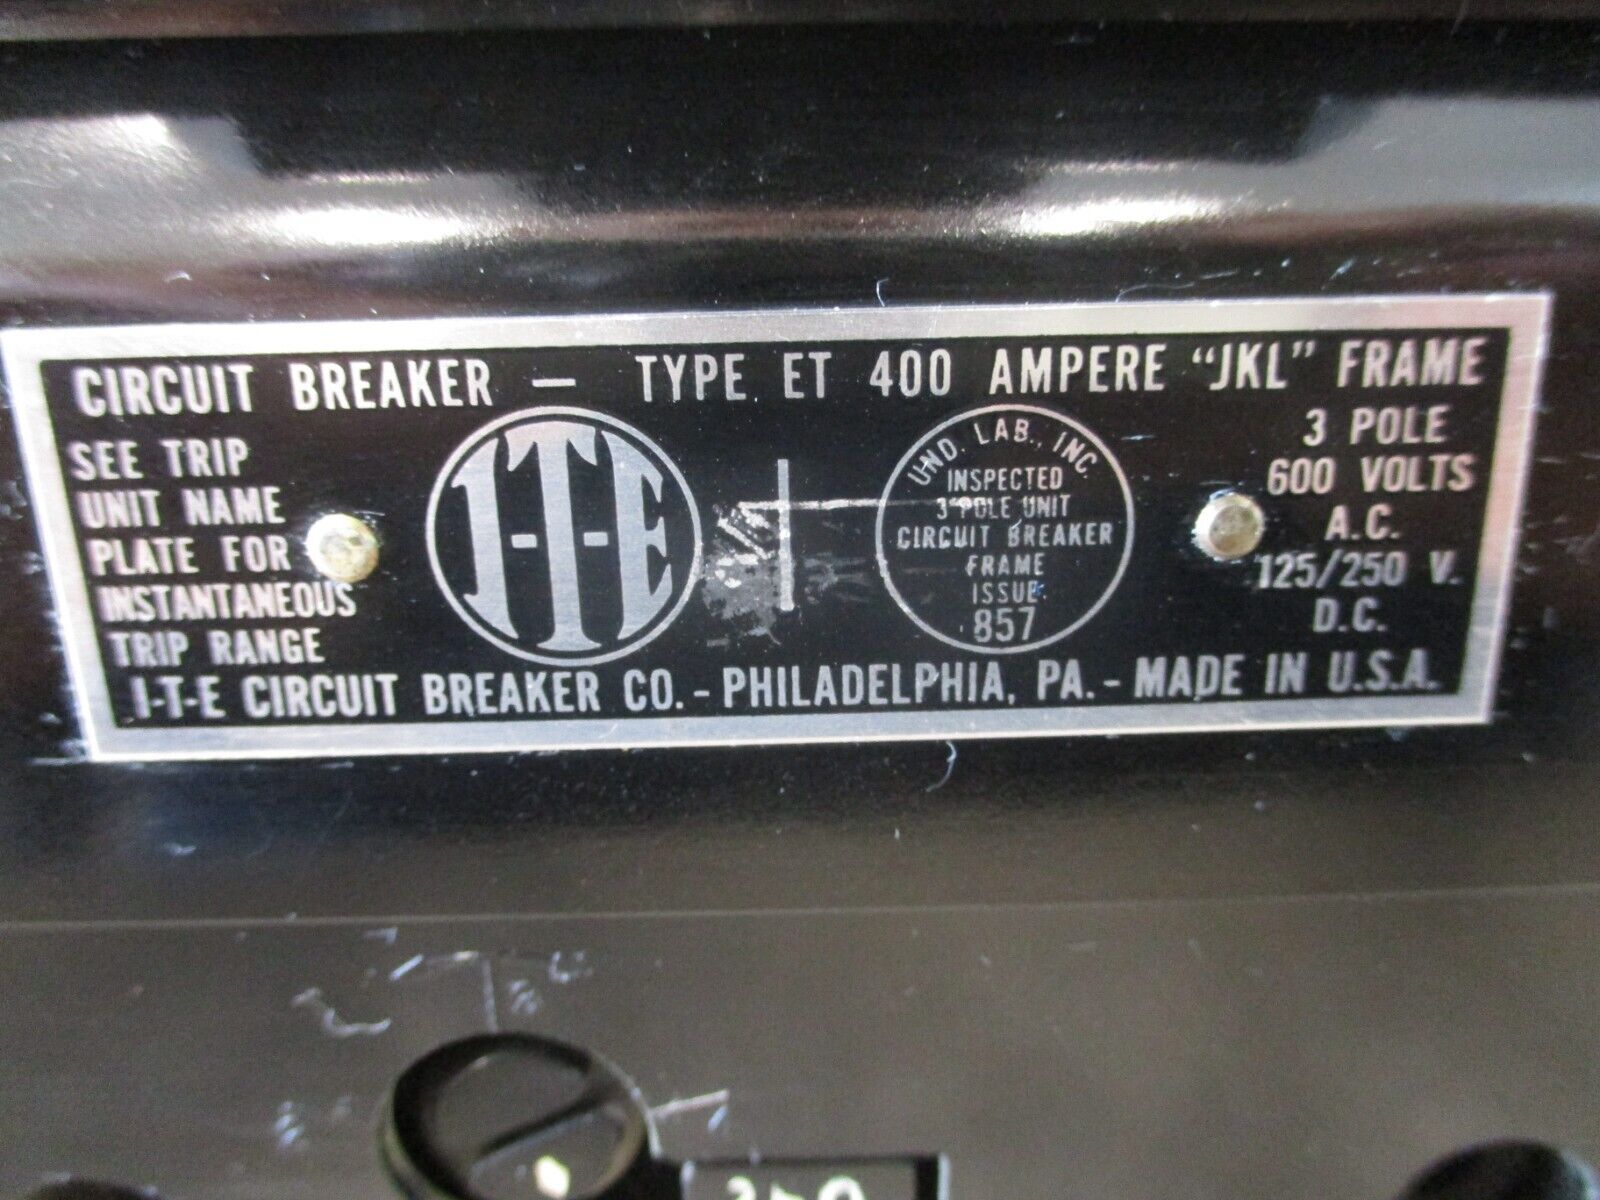 CIRCUIT BREAKER — TYPE ET 400 AMPERE "JKL" FRAME
SEE TRIP
UNIT NAME
PLATE FOR
INSTANTANEOUS
TRIP RANGE
I-T-E
UND. LAB., INC.
INSPECTED
3 POLE UNIT
CIRCUIT BREAKER
FRAME
ISSUE
857
3 POLE
600 VOLTS
A.C.
125/250 V.
D.C.
I-T-E CIRCUIT BREAKER CO. - PHILADELPHIA, PA. - MADE IN U.S.A.